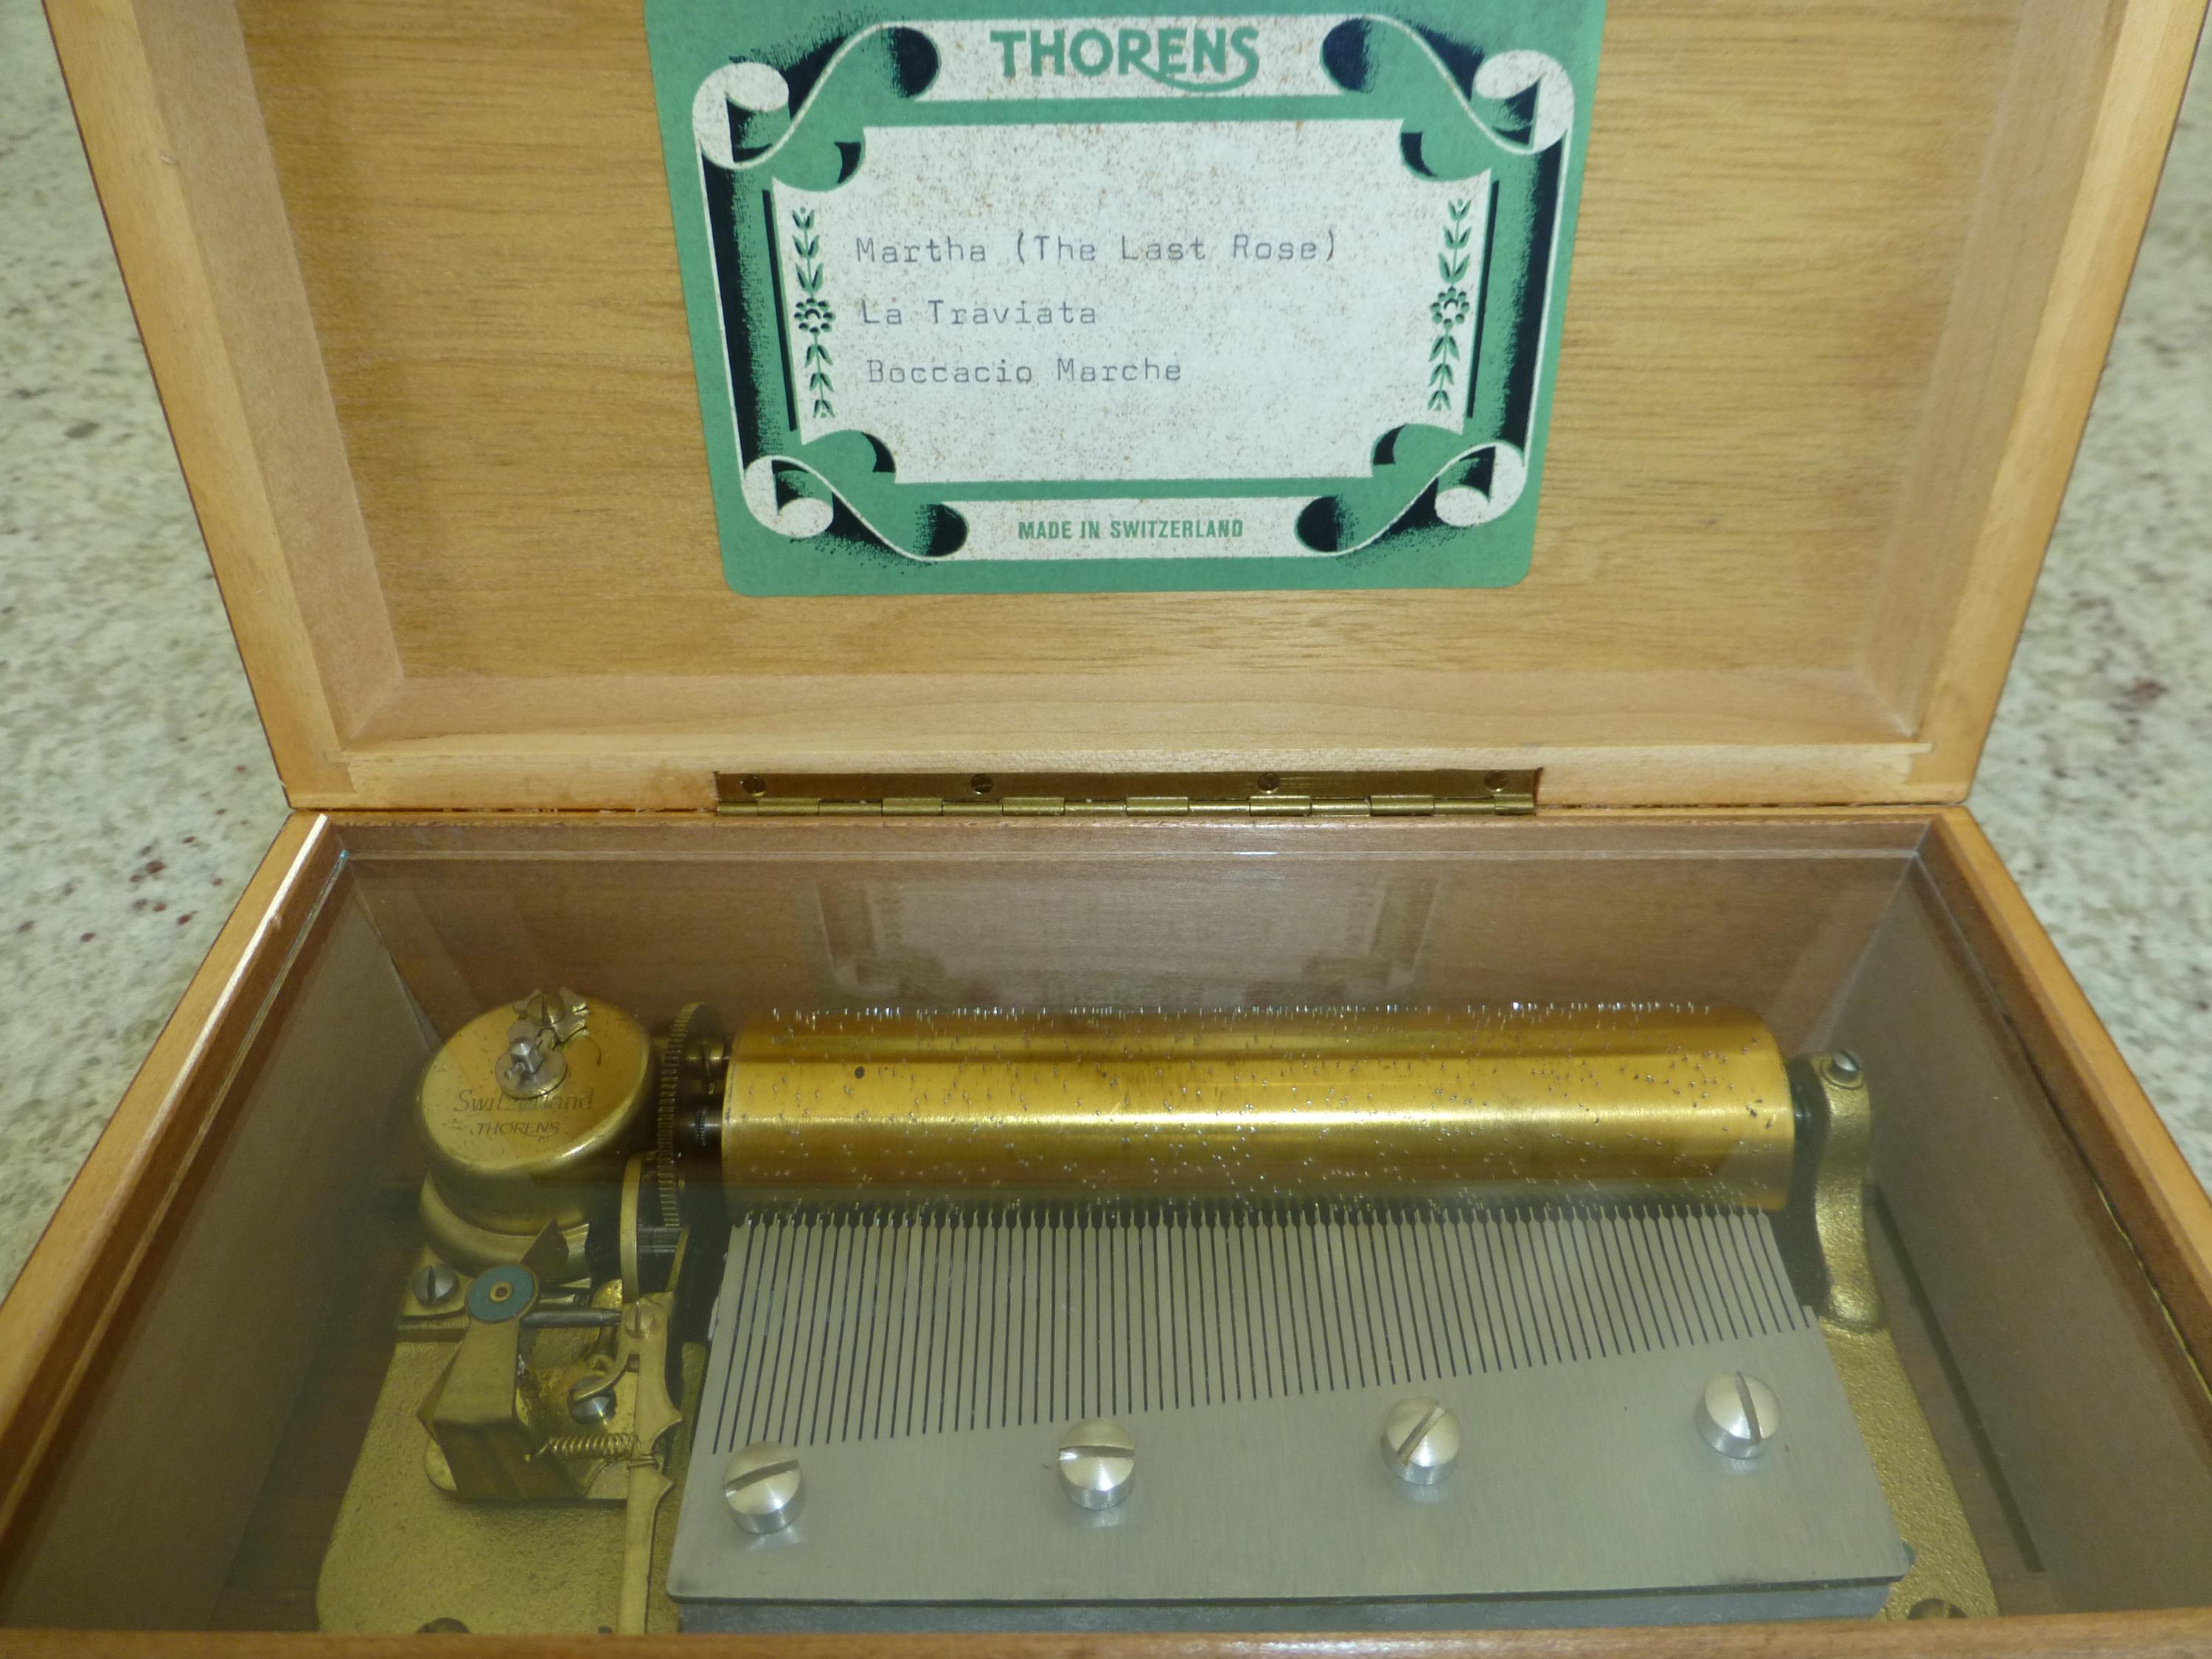 THORENS
Martha (The Last Rose)
La Traviata
Boccacio Marche
MADE IN SWITZERLAND
Switzerland
THORENS